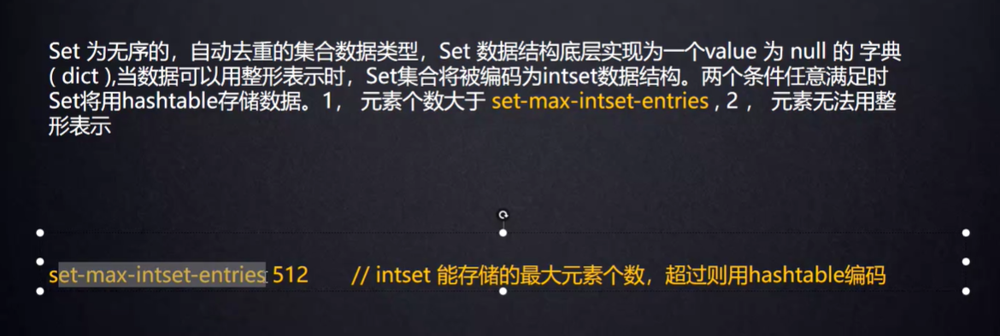 Set 为无序的，自动去重的集合数据类型，Set 数据结构底层实现为一个value 为 null 的 字典
( dict ),当数据可以用整形表示时，Set集合将被编码为intset数据结构。两个条件任意满足时
Set将用hashtable存储数据。1， 元素个数大于 set-max-intset-entries , 2 ， 元素无法用整
形表示
set-max-intset-entries 512 // intset 能存储的最大元素个数，超过则用hashtable编码